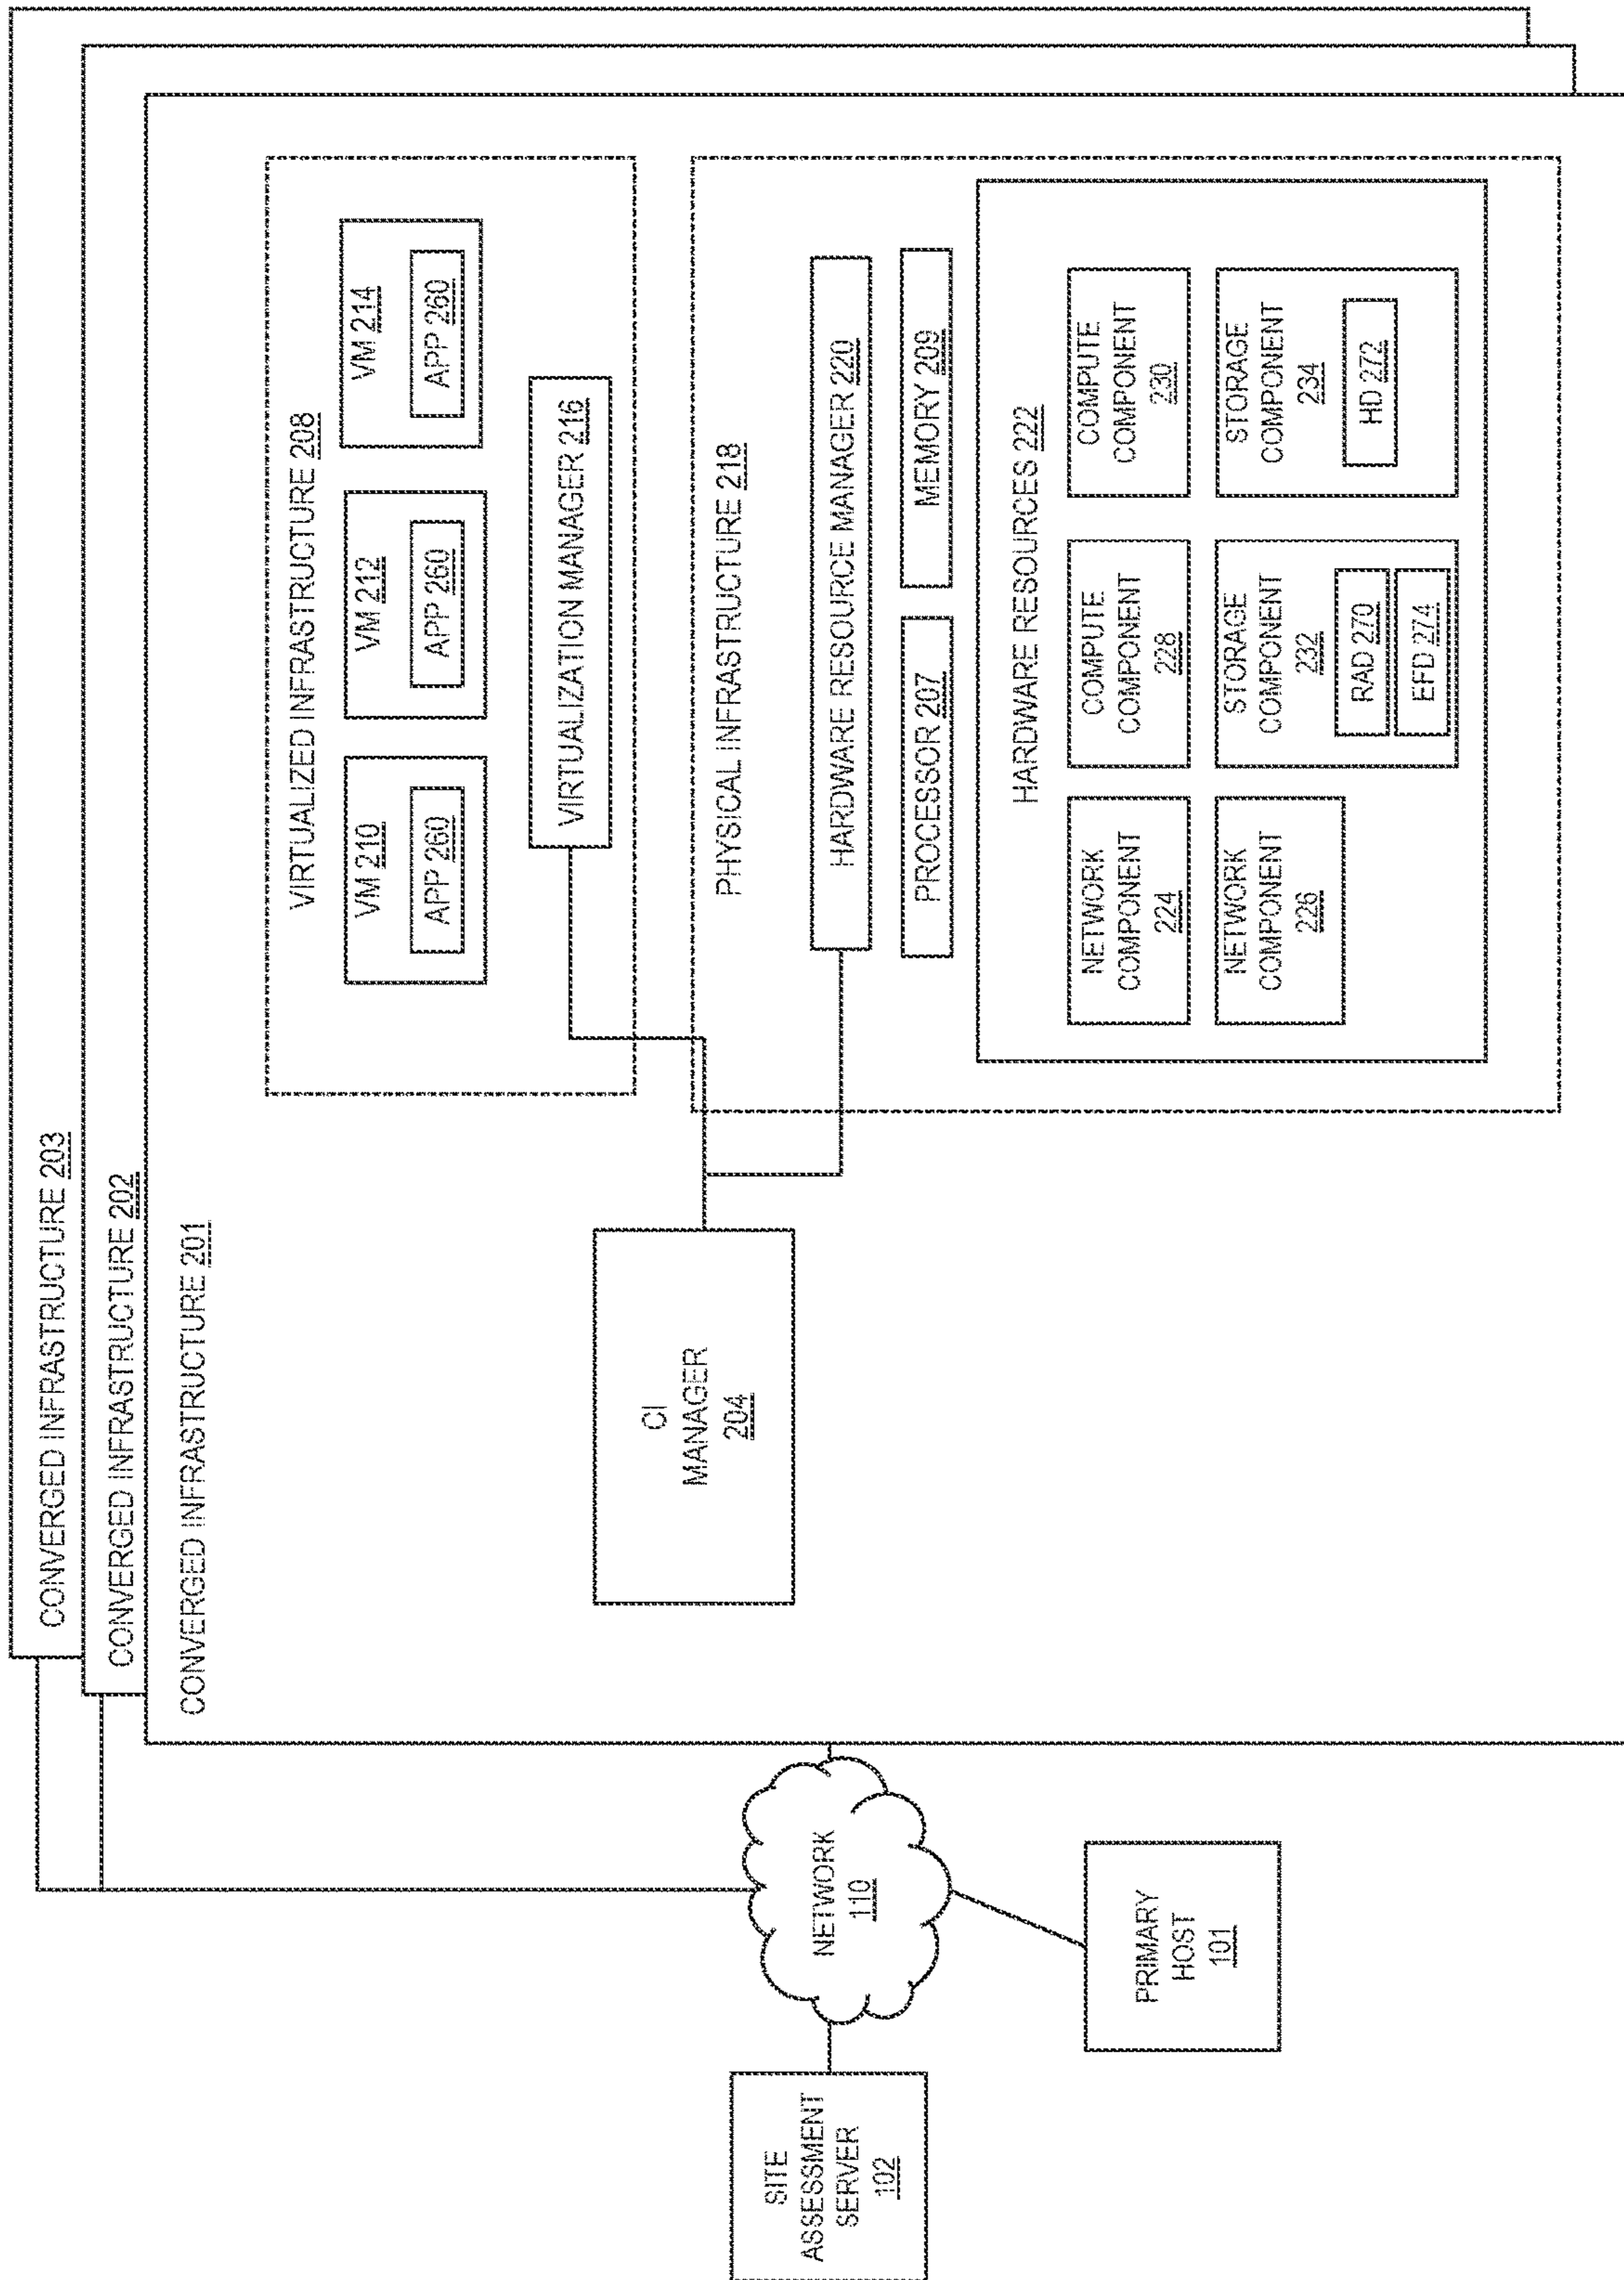 CONVERGED INFRASTRUCTURE 203
CONVERGED INFRASTRUCTURE 202
CONVERGED INFRASTRUCTURE 201
VIRTUALIZED INFRASTRUCTURE 208
VM 210
APP 260
VM 212
APP 260
VM 214
APP 260
VIRTUALIZATION MANAGER 216
CI
MANAGER
204
PHYSICAL INFRASTRUCTURE 218
HARDWARE RESOURCE MANAGER 220
PROCESSOR 207
MEMORY 209
HARDWARE RESOURCES 222
NETWORK
COMPONENT
224
COMPUTE
COMPONENT
228
COMPUTE
COMPONENT
230
NETWORK
COMPONENT
226
STORAGE
COMPONENT
232
RAD 270
EFD 274
STORAGE
COMPONENT
234
HD 272
SITE
ASSESSMENT
SERVER
102
NETWORK
110
PRIMARY
HOST
101